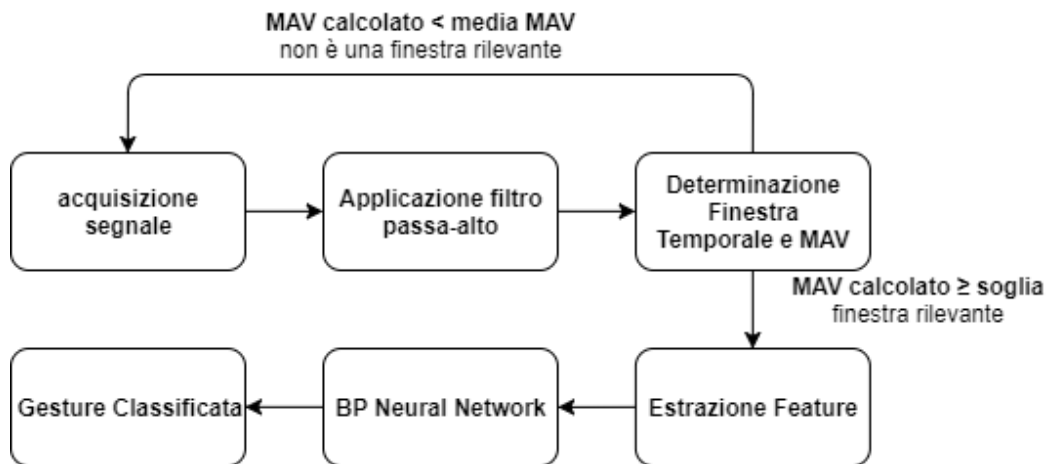 MAV calcolato < media MAV
non è una finestra rilevante
acquisizione
segnale
Applicazione filtro
passa-alto
Determinazione
Finestra
Temporale e MAV
MAV calcolato ≥ soglia
finestra rilevante
Estrazione Feature
BP Neural Network
Gesture Classificata